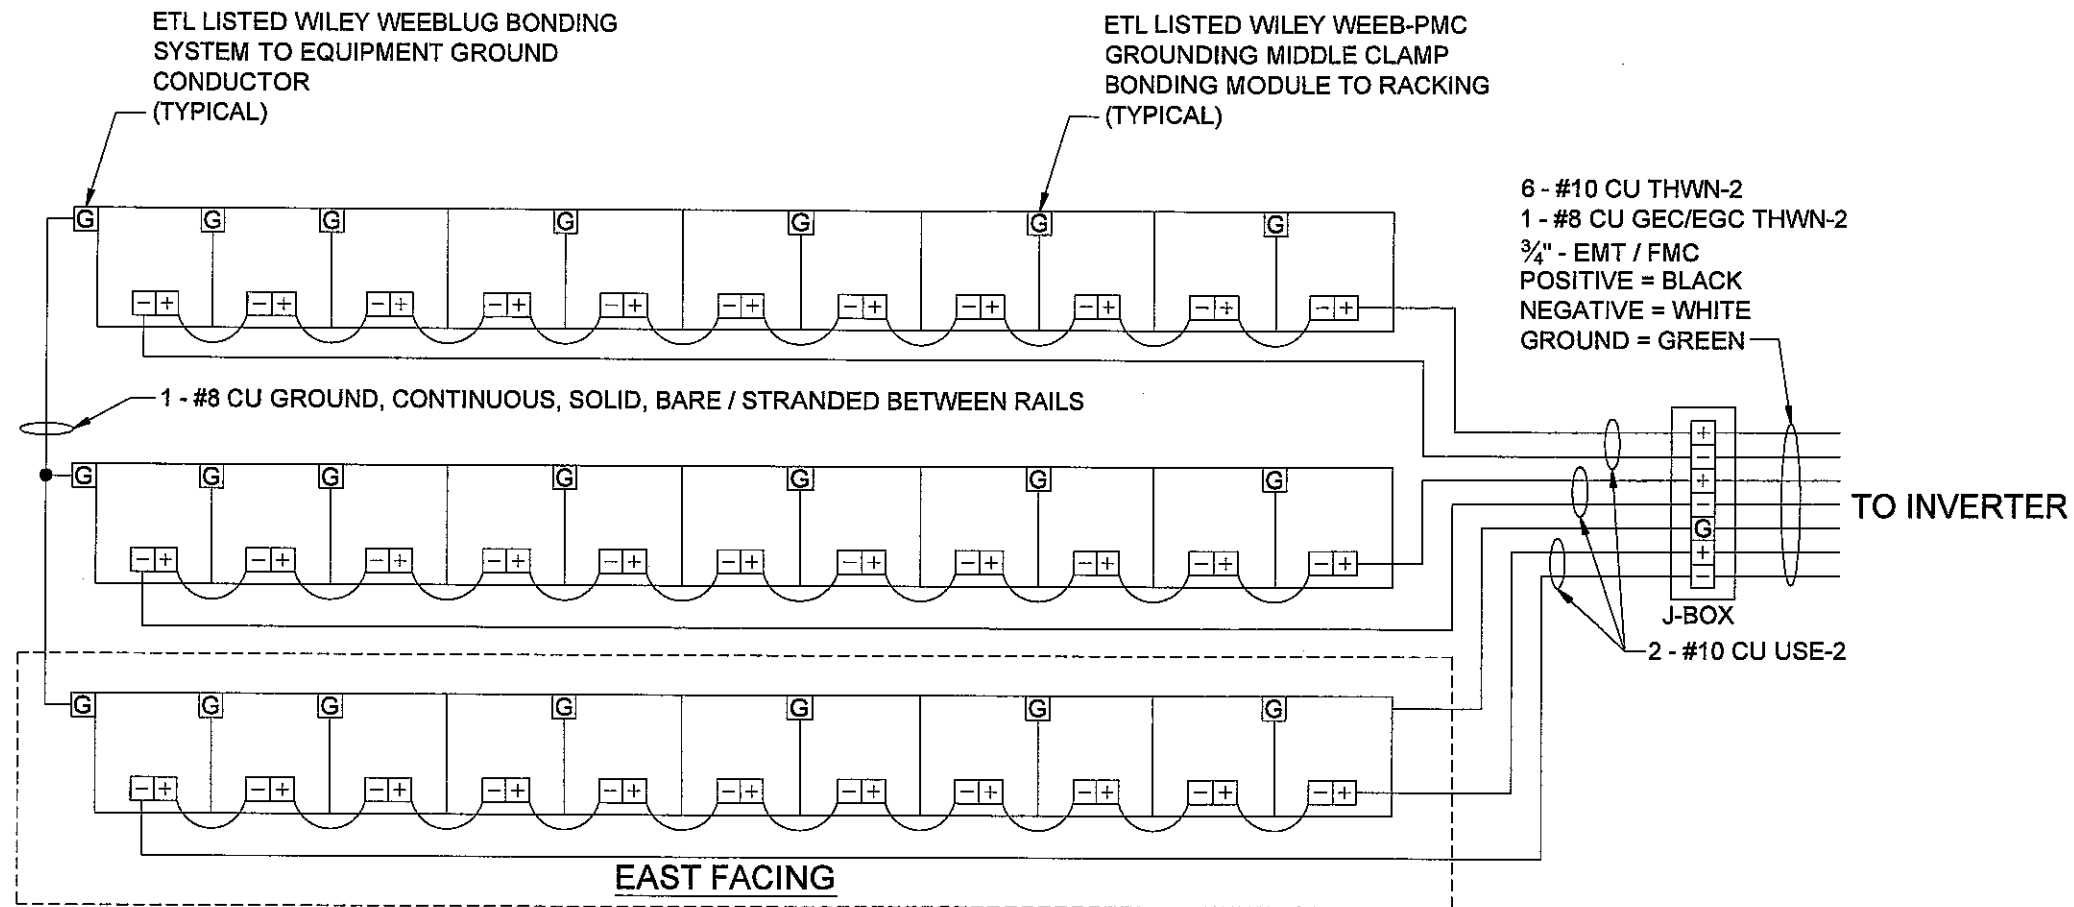 ETL LISTED WILEY WEEBLUG BONDING
SYSTEM TO EQUIPMENT GROUND
CONDUCTOR
(TYPICAL)
ETL LISTED WILEY WEEB-PMC
GROUNDING MIDDLE CLAMP
BONDING MODULE TO RACKING
(TYPICAL)
6 - #10 CU THWN-2
1 - #8 CU GEC/EGC THWN-2
¾" - EMT / FMC
POSITIVE = BLACK
NEGATIVE = WHITE
GROUND = GREEN
G G G G G G G
− + − + − + − + − + − + − + − + − + − + − +
1 - #8 CU GROUND, CONTINUOUS, SOLID, BARE / STRANDED BETWEEN RAILS
G G G G G G G
− + − + − + − + − + − + − + − + − + − + − +
+
−
+
−
G
+
−
TO INVERTER
J-BOX
2 - #10 CU USE-2
G G G G G G G
− + − + − + − + − + − + − + − + − + − + − +
EAST FACING